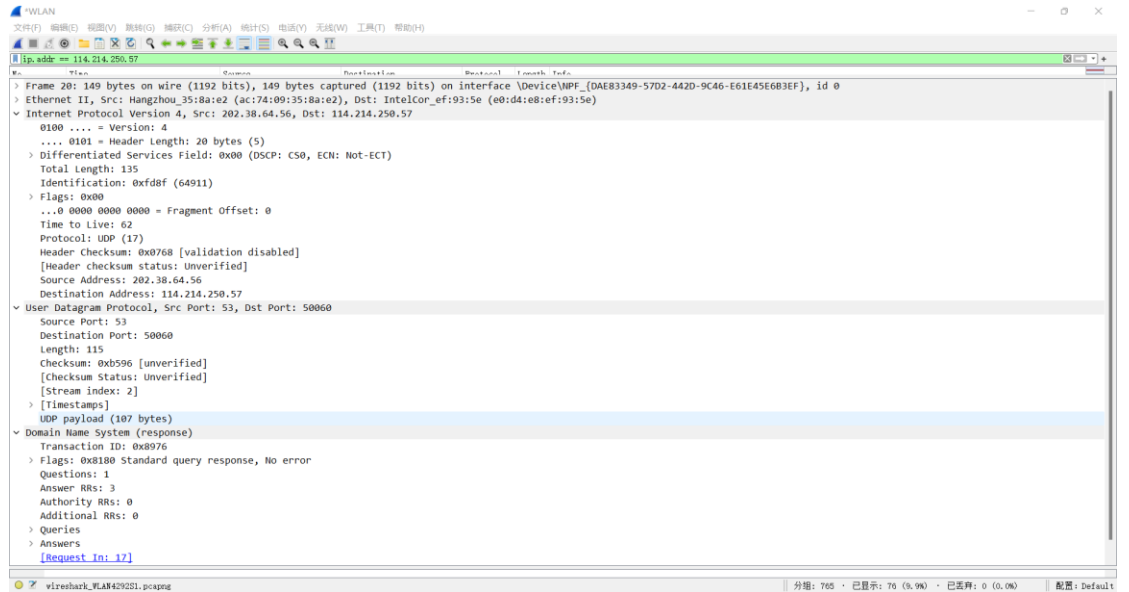 *WLAN
文件(F) 编辑(E) 视图(V) 跳转(G) 捕获(C) 分析(A) 统计(S) 电话(Y) 无线(W) 工具(T) 帮助(H)
ip.addr == 114.214.250.57
No. Time Source Destination Protocol Length Info
> Frame 20: 149 bytes on wire (1192 bits), 149 bytes captured (1192 bits) on interface \Device\NPF_{DAE83349-57D2-442D-9C46-E61E45E6B3EF}, id 0
> Ethernet II, Src: Hangzhou_35:8a:e2 (ac:74:09:35:8a:e2), Dst: IntelCor_ef:93:5e (e0:d4:e8:ef:93:5e)
Internet Protocol Version 4, Src: 202.38.64.56, Dst: 114.214.250.57
0100 .... = Version: 4
.... 0101 = Header Length: 20 bytes (5)
> Differentiated Services Field: 0x00 (DSCP: CS0, ECN: Not-ECT)
Total Length: 135
Identification: 0xfd8f (64911)
> Flags: 0x00
...0 0000 0000 0000 = Fragment Offset: 0
Time to Live: 62
Protocol: UDP (17)
Header Checksum: 0x0768 [validation disabled]
[Header checksum status: Unverified]
Source Address: 202.38.64.56
Destination Address: 114.214.250.57
User Datagram Protocol, Src Port: 53, Dst Port: 50060
Source Port: 53
Destination Port: 50060
Length: 115
Checksum: 0xb596 [unverified]
[Checksum Status: Unverified]
[Stream index: 2]
> [Timestamps]
UDP payload (107 bytes)
Domain Name System (response)
Transaction ID: 0x8976
> Flags: 0x8180 Standard query response, No error
Questions: 1
Answer RRs: 3
Authority RRs: 0
Additional RRs: 0
> Queries
> Answers
[Request In: 17]
wireshark_WLAN4292S1.pcapng 分组: 765 · 已显示: 76 (9.9%) · 已丢弃: 0 (0.0%) 配置: Default